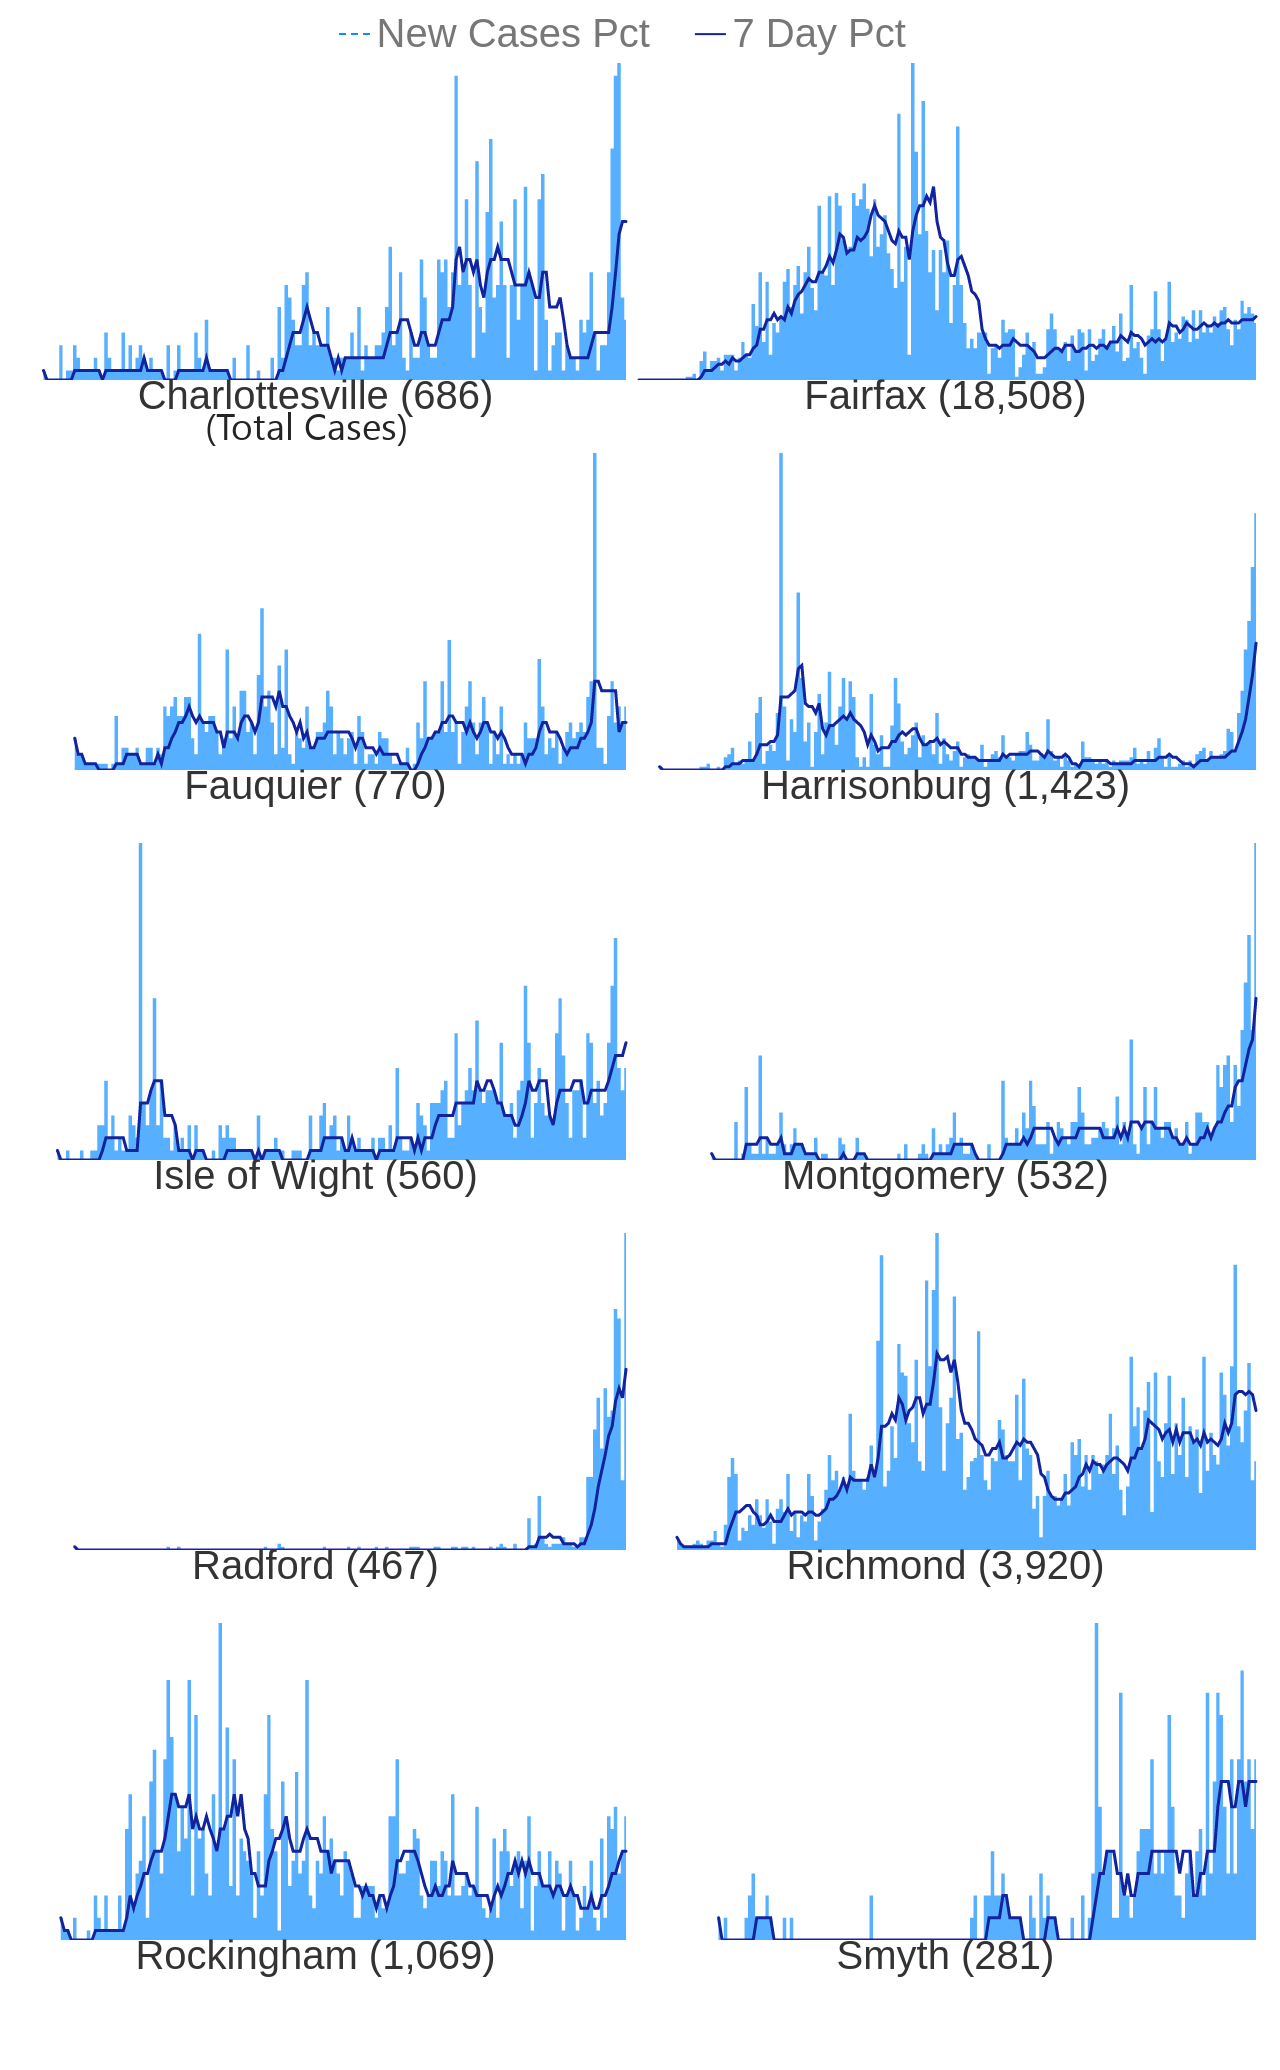 New Cases Pct 7 Day Pct
Charlottesville (686) Fairfax (18,508)
(Total Cases)
Fauquier (770) Harrisonburg (1,423)
Isle of Wight (560) Montgomery (532)
Radford (467) Richmond (3,920)
Rockingham (1,069) Smyth (281)